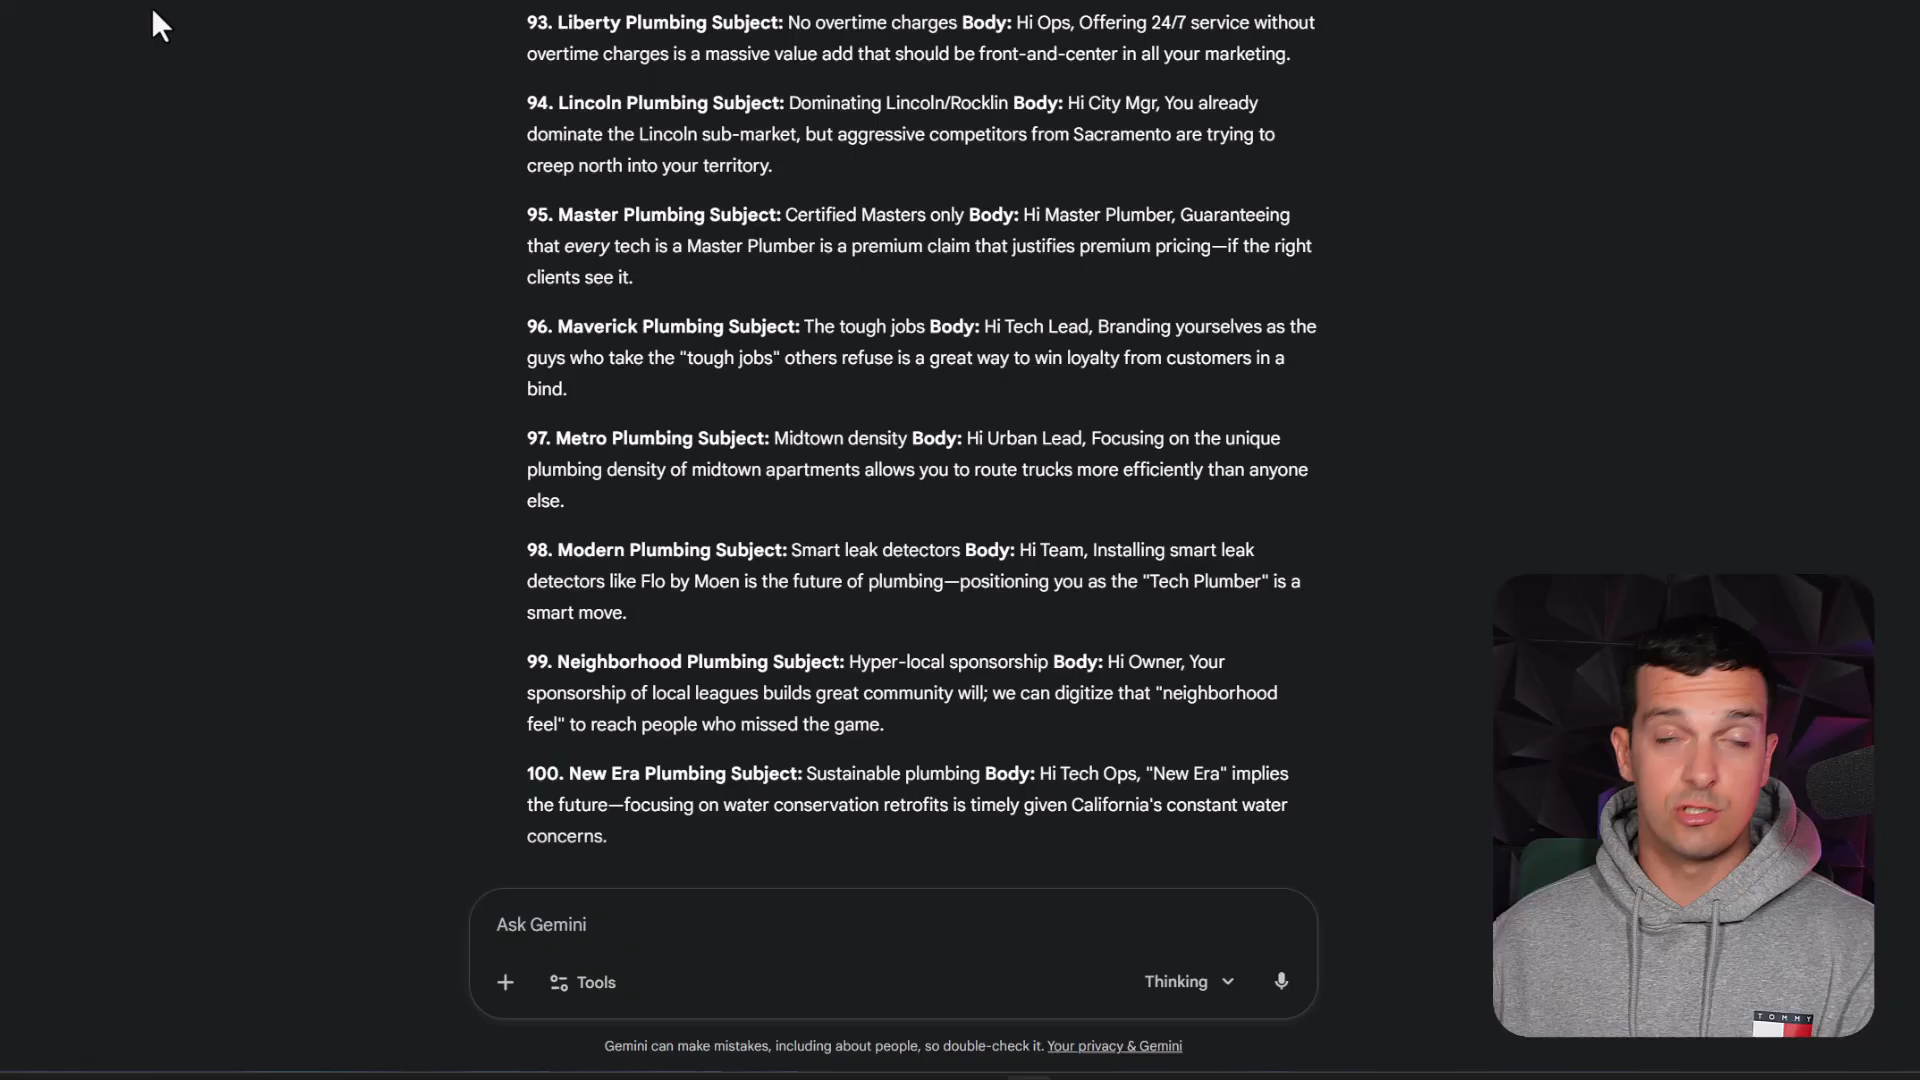 93. Liberty Plumbing Subject: No overtime charges Body: Hi Ops, Offering 24/7 service without
overtime charges is a massive value add that should be front-and-center in all your marketing.
94. Lincoln Plumbing Subject: Dominating Lincoln/Rocklin Body: Hi City Mgr, You already
dominate the Lincoln sub-market, but aggressive competitors from Sacramento are trying to
creep north into your territory.
95. Master Plumbing Subject: Certified Masters only Body: Hi Master Plumber, Guaranteeing
that every tech is a Master Plumber is a premium claim that justifies premium pricing—if the right
clients see it.
96. Maverick Plumbing Subject: The tough jobs Body: Hi Tech Lead, Branding yourselves as the
guys who take the "tough jobs" others refuse is a great way to win loyalty from customers in a
bind.
97. Metro Plumbing Subject: Midtown density Body: Hi Urban Lead, Focusing on the unique
plumbing density of midtown apartments allows you to route trucks more efficiently than anyone
else.
98. Modern Plumbing Subject: Smart leak detectors Body: Hi Team, Installing smart leak
detectors like Flo by Moen is the future of plumbing—positioning you as the "Tech Plumber" is a
smart move.
99. Neighborhood Plumbing Subject: Hyper-local sponsorship Body: Hi Owner, Your
sponsorship of local leagues builds great community will; we can digitize that "neighborhood
feel" to reach people who missed the game.
100. New Era Plumbing Subject: Sustainable plumbing Body: Hi Tech Ops, "New Era" implies
the future—focusing on water conservation retrofits is timely given California's constant water
concerns.
Ask Gemini
Tools
Thinking
Gemini can make mistakes, including about people, so double-check it. Your privacy & Gemini
TOMMY